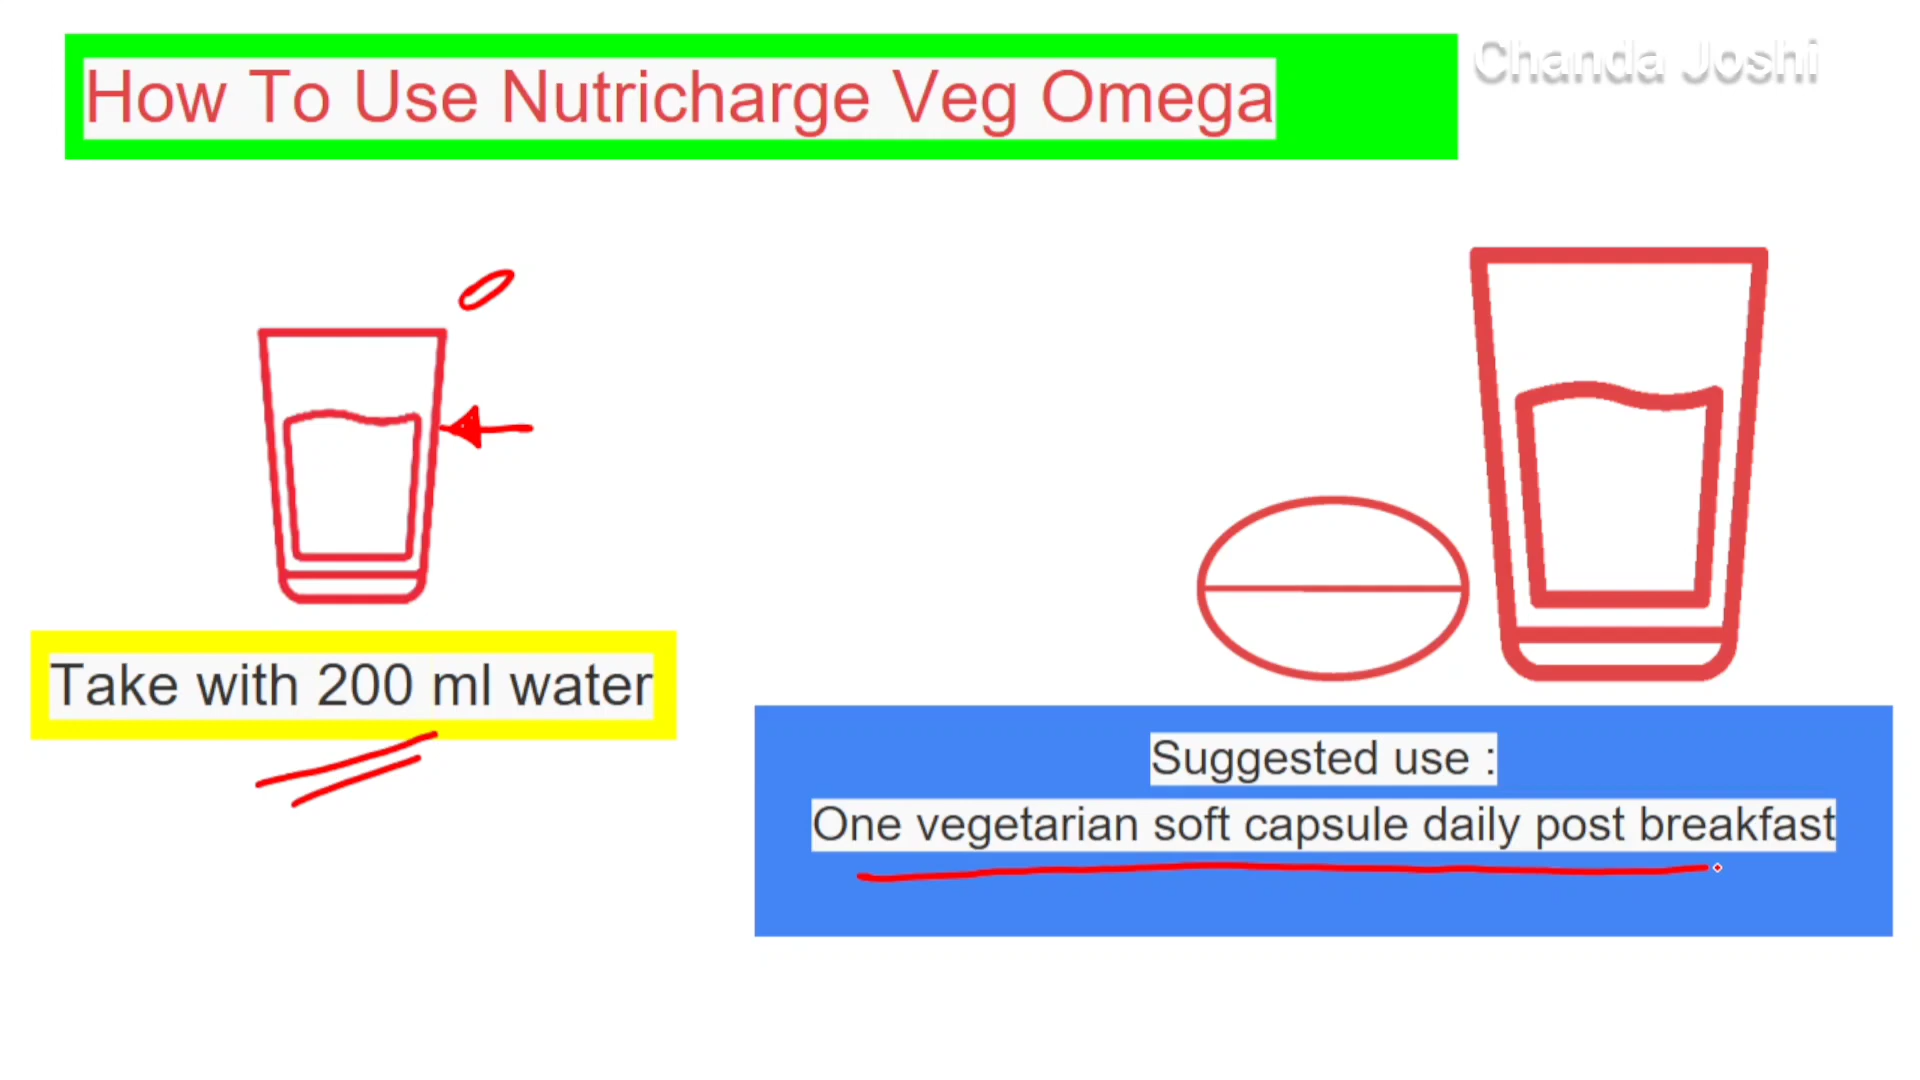 How To Use Nutricharge Veg Omega
Chanda Joshi
Take with 200 ml water
Suggested use :
One vegetarian soft capsule daily post breakfast